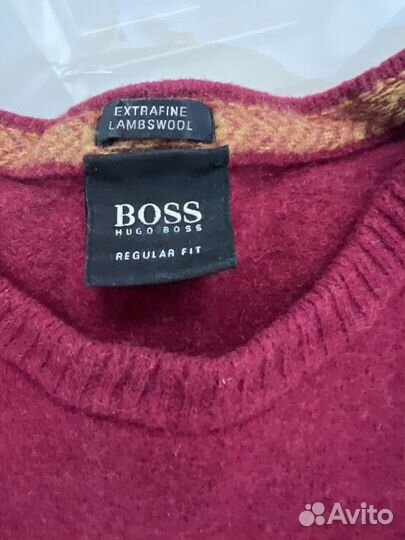 EXTRAFINE
LAMBSWOOL
BOSS
HUGO BOSS
REGULAR FIT
Avito